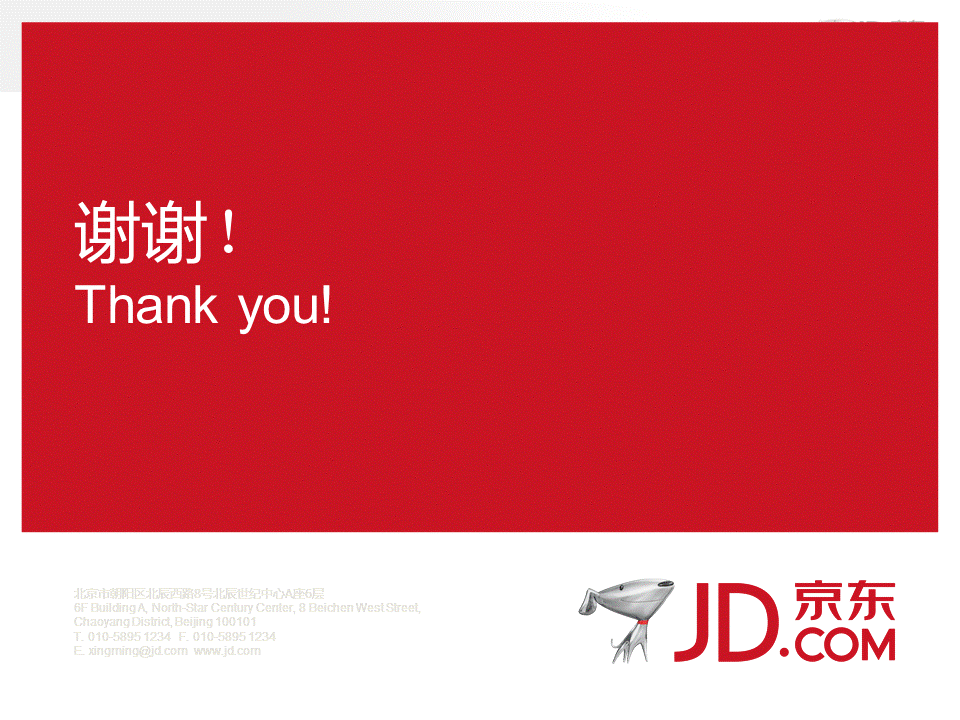 谢谢！
Thank you!
北京市朝阳区北辰西路8号北辰世纪中心A座6层
6F Building A, North-Star Century Center, 8 Beichen West Street,
Chaoyang District, Beijing 100101
T. 010-5895 1234 F. 010-5895 1234
E. xingming@jd.com www.jd.com
JD.京东
.COM